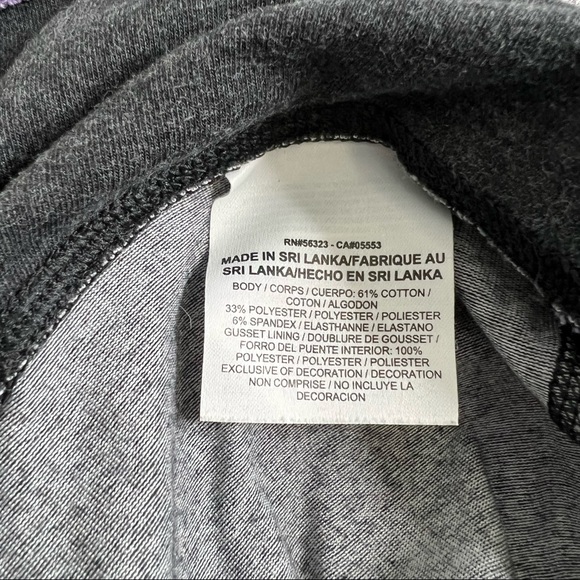 RN#56323 - CA#05553
MADE IN SRI LANKA/FABRIQUE AU
SRI LANKA/HECHO EN SRI LANKA
BODY / CORPS / CUERPO: 61% COTTON /
COTON / ALGODON
33% POLYESTER / POLYESTER / POLIESTER
6% SPANDEX / ELASTHANNE / ELASTANO
GUSSET LINING / DOUBLURE DE GOUSSET /
FORRO DEL PUENTE INTERIOR: 100%
POLYESTER / POLYESTER / POLIESTER
EXCLUSIVE OF DECORATION / DECORATION
NON COMPRISE / NO INCLUYE LA
DECORACION